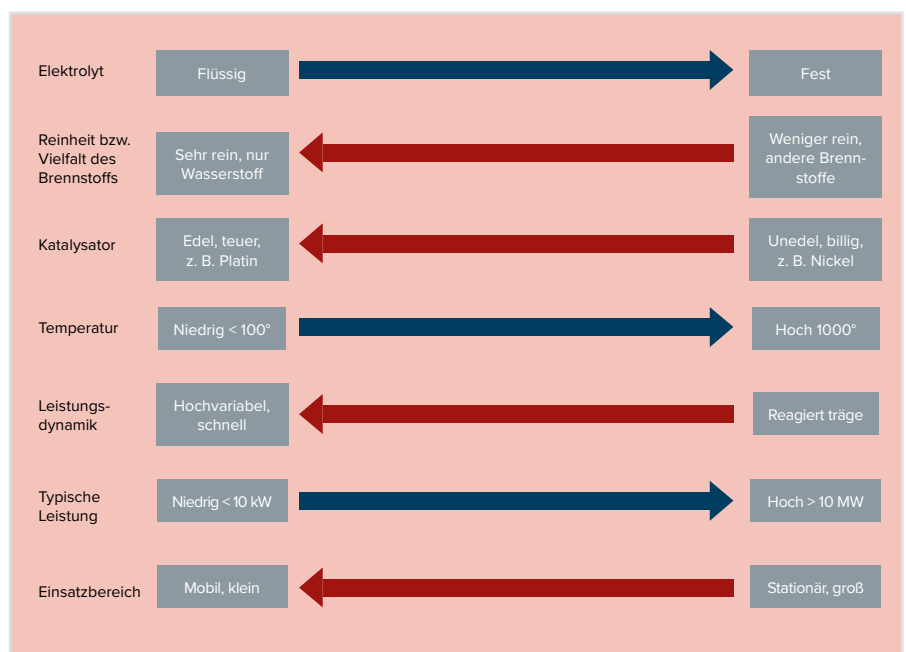 Elektrolyt
Flüssig
Fest
Reinheit bzw.
Vielfalt des
Brennstoffs
Sehr rein, nur
Wasserstoff
Weniger rein,
andere Brenn-
stoffe
Katalysator
Edel, teuer,
z. B. Platin
Unedel, billig,
z. B. Nickel
Temperatur
Niedrig < 100°
Hoch 1000°
Leistungs-
dynamik
Hochvariabel,
schnell
Reagiert träge
Typische
Leistung
Niedrig < 10 kW
Hoch > 10 MW
Einsatzbereich
Mobil, klein
Stationär, groß